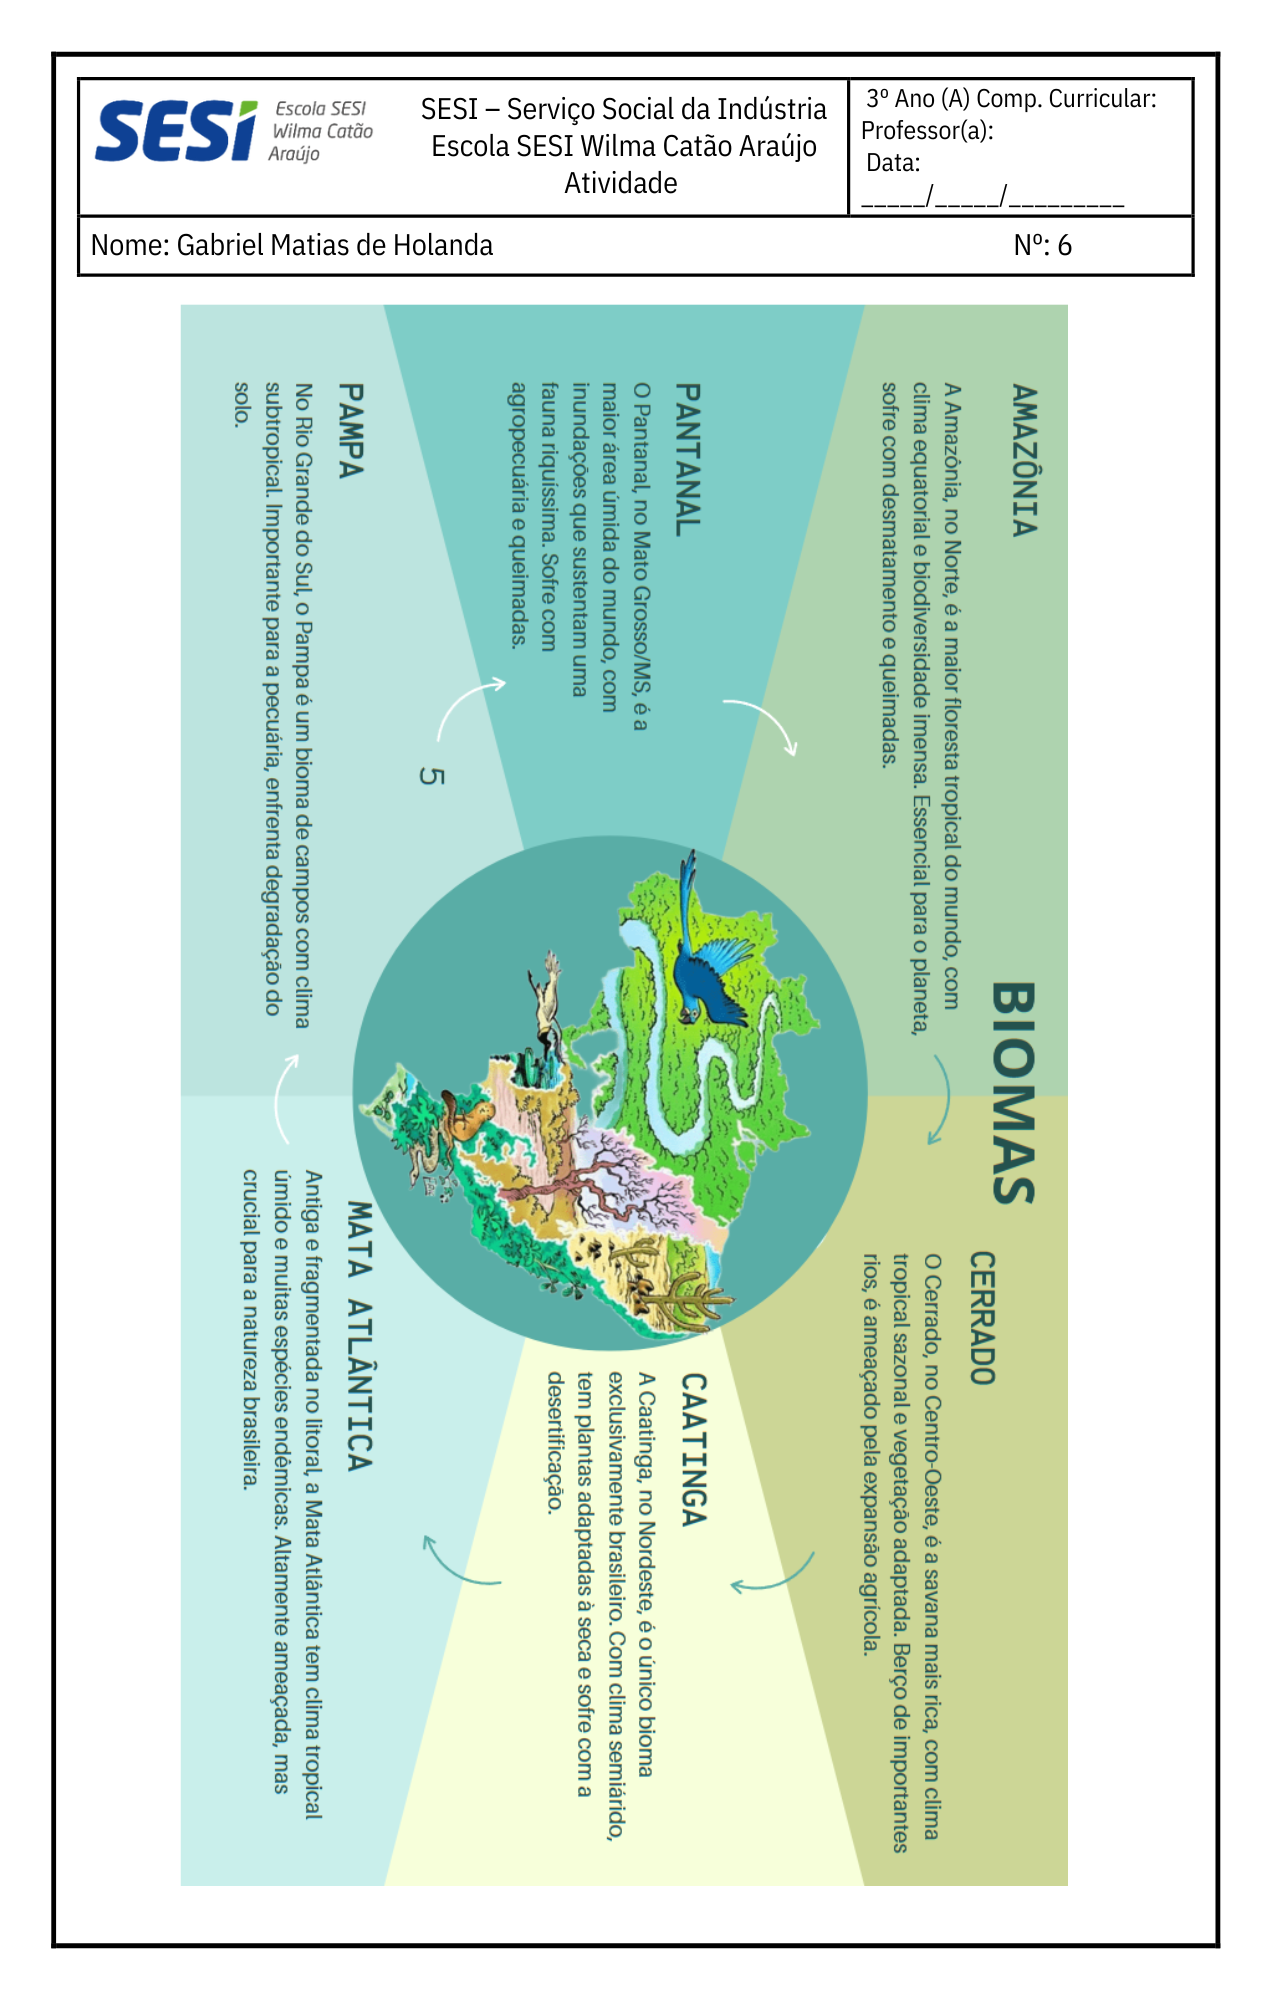 SESI
Escola SESI
Wilma Catão
Araújo
SESI – Serviço Social da Indústria
Escola SESI Wilma Catão Araújo
Atividade
3º Ano (A) Comp. Curricular:
Professor(a):
Data:
_____/_____/_________
Nome: Gabriel Matias de Holanda Nº: 6
BIOMAS
AMAZÔNIA
A Amazônia, no Norte, é a maior floresta tropical do mundo, com
clima equatorial e biodiversidade imensa. Essencial para o planeta,
sofre com desmatamento e queimadas.
CERRADO
O Cerrado, no Centro-Oeste, é a savana mais rica, com clima
tropical sazonal e vegetação adaptada. Berço de importantes
rios, é ameaçado pela expansão agrícola.
PANTANAL
O Pantanal, no Mato Grosso/MS, é a
maior área úmida do mundo, com
inundações que sustentam uma
fauna riquíssima. Sofre com
agropecuária e queimadas.
CAATINGA
A Caatinga, no Nordeste, é o único bioma
exclusivamente brasileiro. Com clima semiárido,
tem plantas adaptadas à seca e sofre com a
desertificação.
5
PAMPA
No Rio Grande do Sul, o Pampa é um bioma de campos com clima
subtropical. Importante para a pecuária, enfrenta degradação do
solo.
MATA ATLÂNTICA
Antiga e fragmentada no litoral, a Mata Atlântica tem clima tropical
úmido e muitas espécies endêmicas. Altamente ameaçada, mas
crucial para a natureza brasileira.